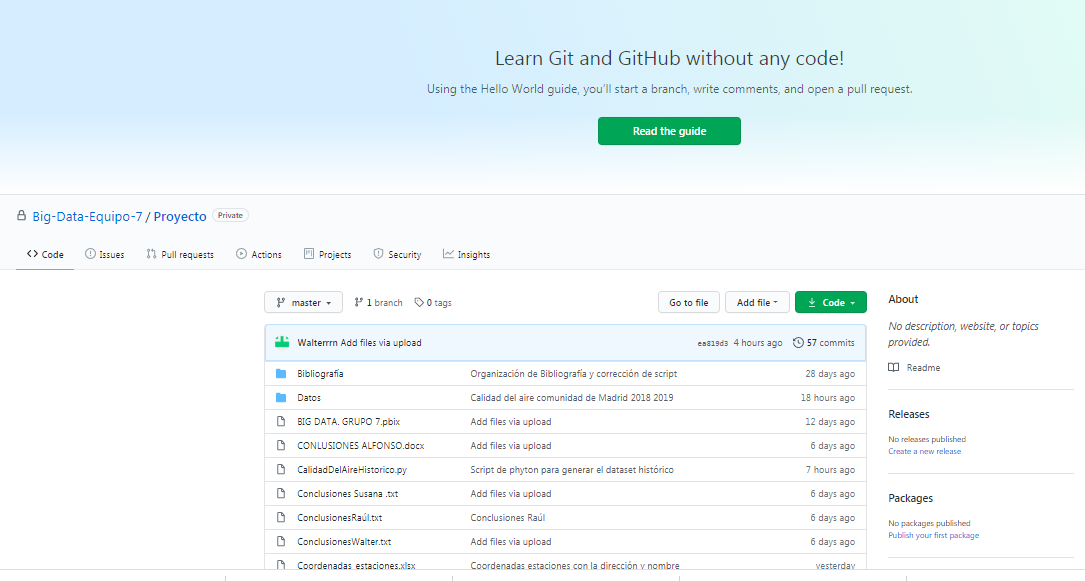 Learn Git and GitHub without any code!
Using the Hello World guide, you'll start a branch, write comments, and open a pull request.
Read the guide
Big-Data-Equipo-7 / Proyecto Private
Code Issues Pull requests Actions Projects Security Insights
master 1 branch 0 tags Go to file Add file Code
Walterrrn Add files via upload ea819d3 4 hours ago 57 commits
Bibliografía Organización de Bibliografía y corrección de script 28 days ago
Datos Calidad del aire comunidad de Madrid 2018 2019 18 hours ago
BIG DATA. GRUPO 7.pbix Add files via upload 12 days ago
CONLUSIONES ALFONSO.docx Add files via upload 6 days ago
CalidadDelAireHistorico.py Script de phyton para generar el dataset histórico 7 hours ago
Conclusiones Susana .txt Add files via upload 6 days ago
ConclusionesRaúl.txt Conclusiones Raúl 6 days ago
ConclusionesWalter.txt Add files via upload 6 days ago
Coordenadas estaciones.xlsx Coordenadas estaciones con la dirección y nombre yesterday
About
No description, website, or topics
provided.
Readme
Releases
No releases published
Create a new release
Packages
No packages published
Publish your first package